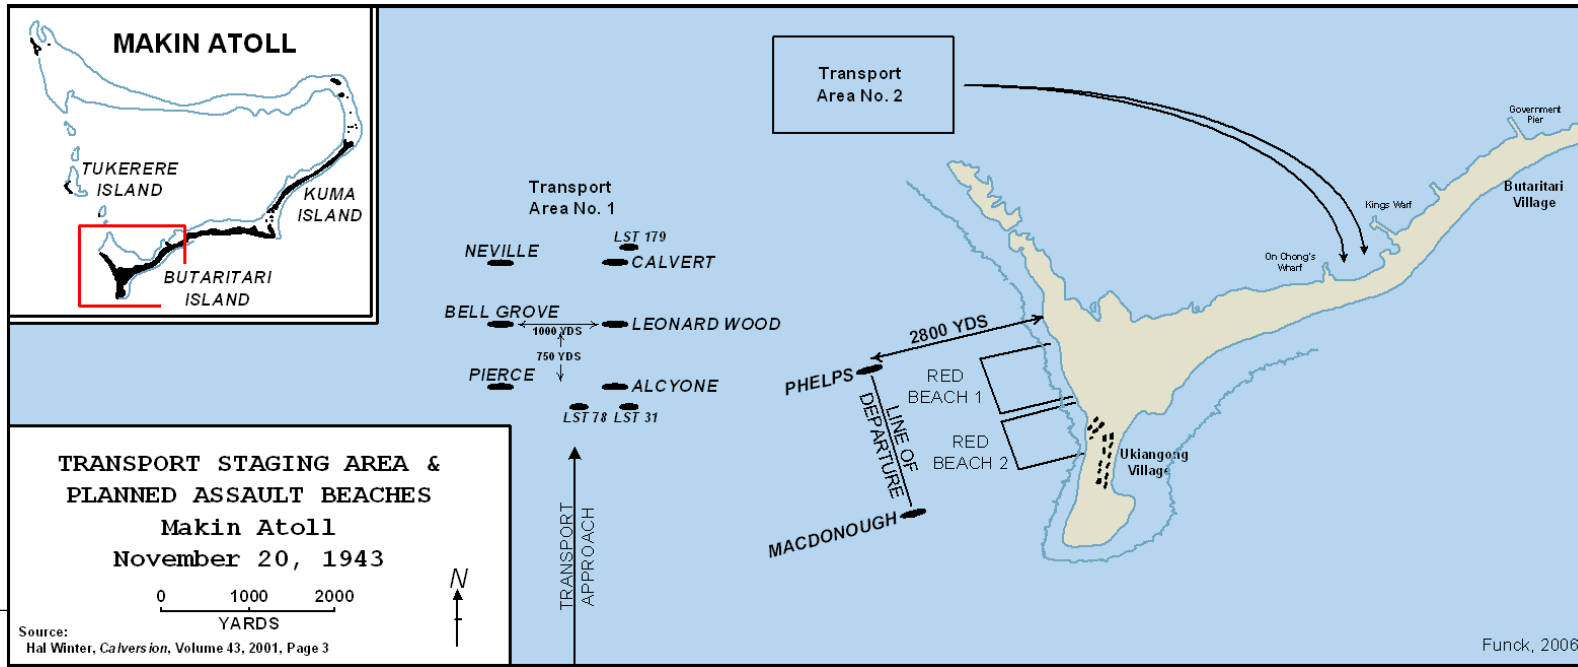 MAKIN ATOLL
TUKERERE
ISLAND
KUMA
ISLAND
BUTARITARI
ISLAND
Transport
Area No. 2
Government
Pier
Butaritari
Village
Kings Warf
On Chong's
Wharf
Transport
Area No. 1
LST 179
NEVILLE
CALVERT
BELL GROVE
LEONARD WOOD
1000 YDS
750 YDS
PIERCE
ALCYONE
LST 78
LST 31
2800 YDS
PHELPS
RED
BEACH 1
RED
BEACH 2
LINE OF
DEPARTURE
MACDONOUGH
Ukiangong
Village
TRANSPORT
APPROACH
TRANSPORT STAGING AREA &
PLANNED ASSAULT BEACHES
Makin Atoll
November 20, 1943
0 1000 2000
YARDS
N
Source:
Hal Winter, Calversion, Volume 43, 2001, Page 3
Funck, 2006